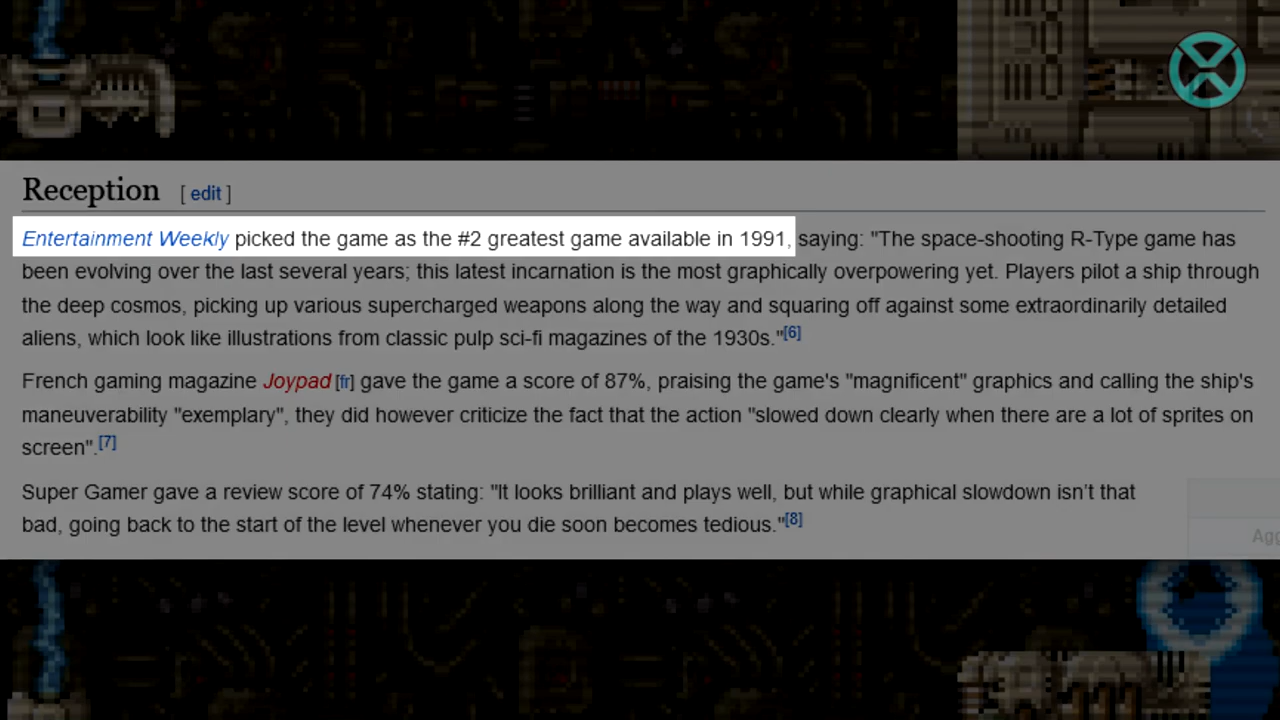 Reception [ edit ]
Entertainment Weekly picked the game as the #2 greatest game available in 1991, saying: "The space-shooting R-Type game has
been evolving over the last several years; this latest incarnation is the most graphically overpowering yet. Players pilot a ship through
the deep cosmos, picking up various supercharged weapons along the way and squaring off against some extraordinarily detailed
aliens, which look like illustrations from classic pulp sci-fi magazines of the 1930s."[6]
French gaming magazine Joypad [fr] gave the game a score of 87%, praising the game's "magnificent" graphics and calling the ship's
maneuverability "exemplary", they did however criticize the fact that the action "slowed down clearly when there are a lot of sprites on
screen".[7]
Super Gamer gave a review score of 74% stating: "It looks brilliant and plays well, but while graphical slowdown isn't that
bad, going back to the start of the level whenever you die soon becomes tedious."[8]